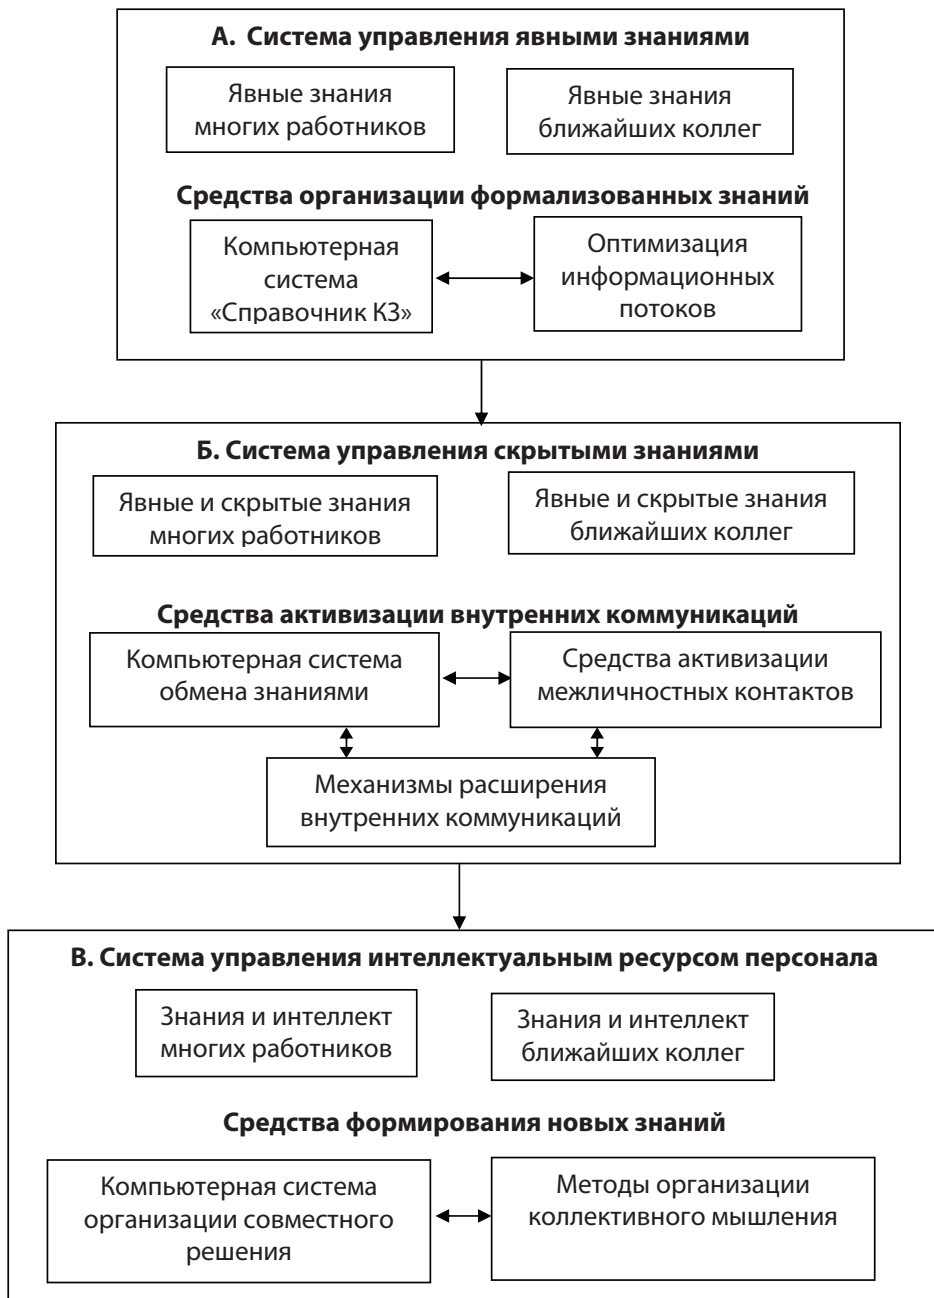 А. Система управления явными знаниями
Явные знания
многих работников
Явные знания
ближайших коллег
Средства организации формализованных знаний
Компьютерная
система
«Справочник КЗ»
Оптимизация
информационных
потоков
Б. Система управления скрытыми знаниями
Явные и скрытые знания
многих работников
Явные и скрытые знания
ближайших коллег
Средства активизации внутренних коммуникаций
Компьютерная система
обмена знаниями
Средства активизации
межличностных контактов
Механизмы расширения
внутренних коммуникаций
В. Система управления интеллектуальным ресурсом персонала
Знания и интеллект
многих работников
Знания и интеллект
ближайших коллег
Средства формирования новых знаний
Компьютерная система
организации совместного
решения
Методы организации
коллективного мышления